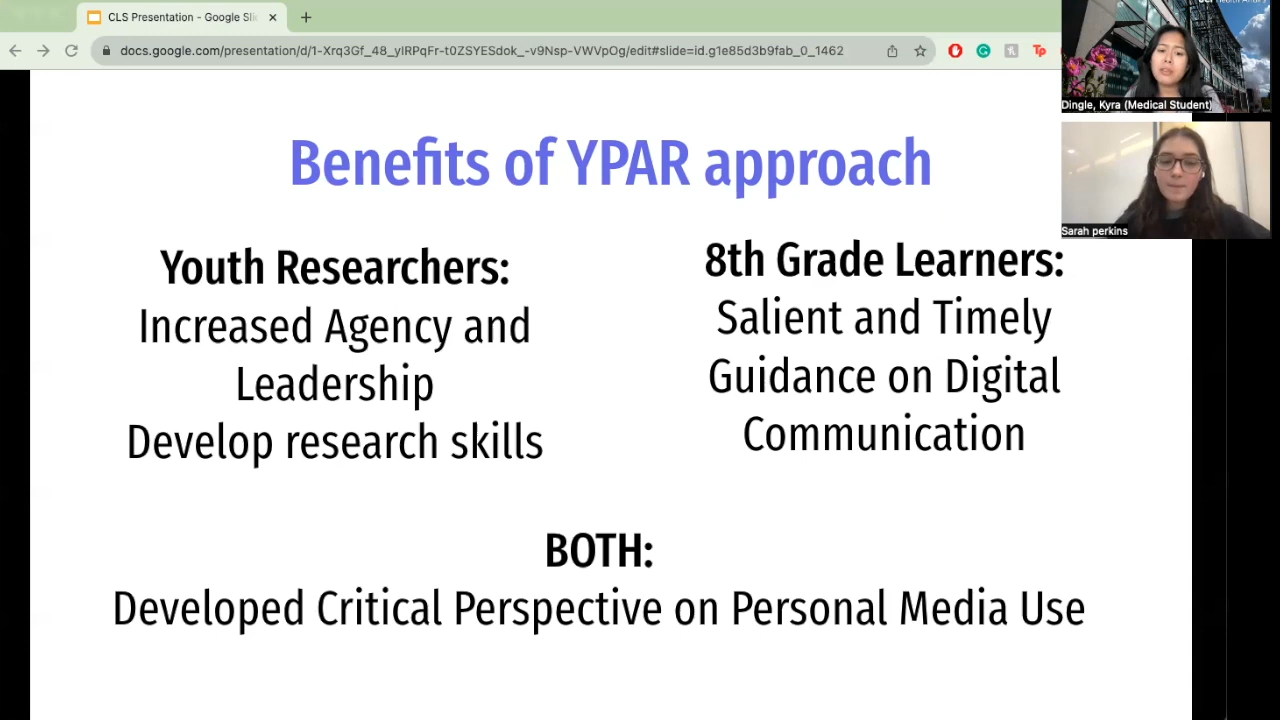 CLS Presentation - Google Sli
docs.google.com/presentation/d/1-Xrq3Gf_48_ylRPqFr-t0ZSYESdok_-v9Nsp-VWVpOg/edit#slide=id.g1e85d3b9fab_0_1462
Tp
Dingle, Kyra (Medical Student)
Sarah perkins
Benefits of YPAR approach
Youth Researchers:
Increased Agency and
Leadership
Develop research skills
8th Grade Learners:
Salient and Timely
Guidance on Digital
Communication
BOTH:
Developed Critical Perspective on Personal Media Use